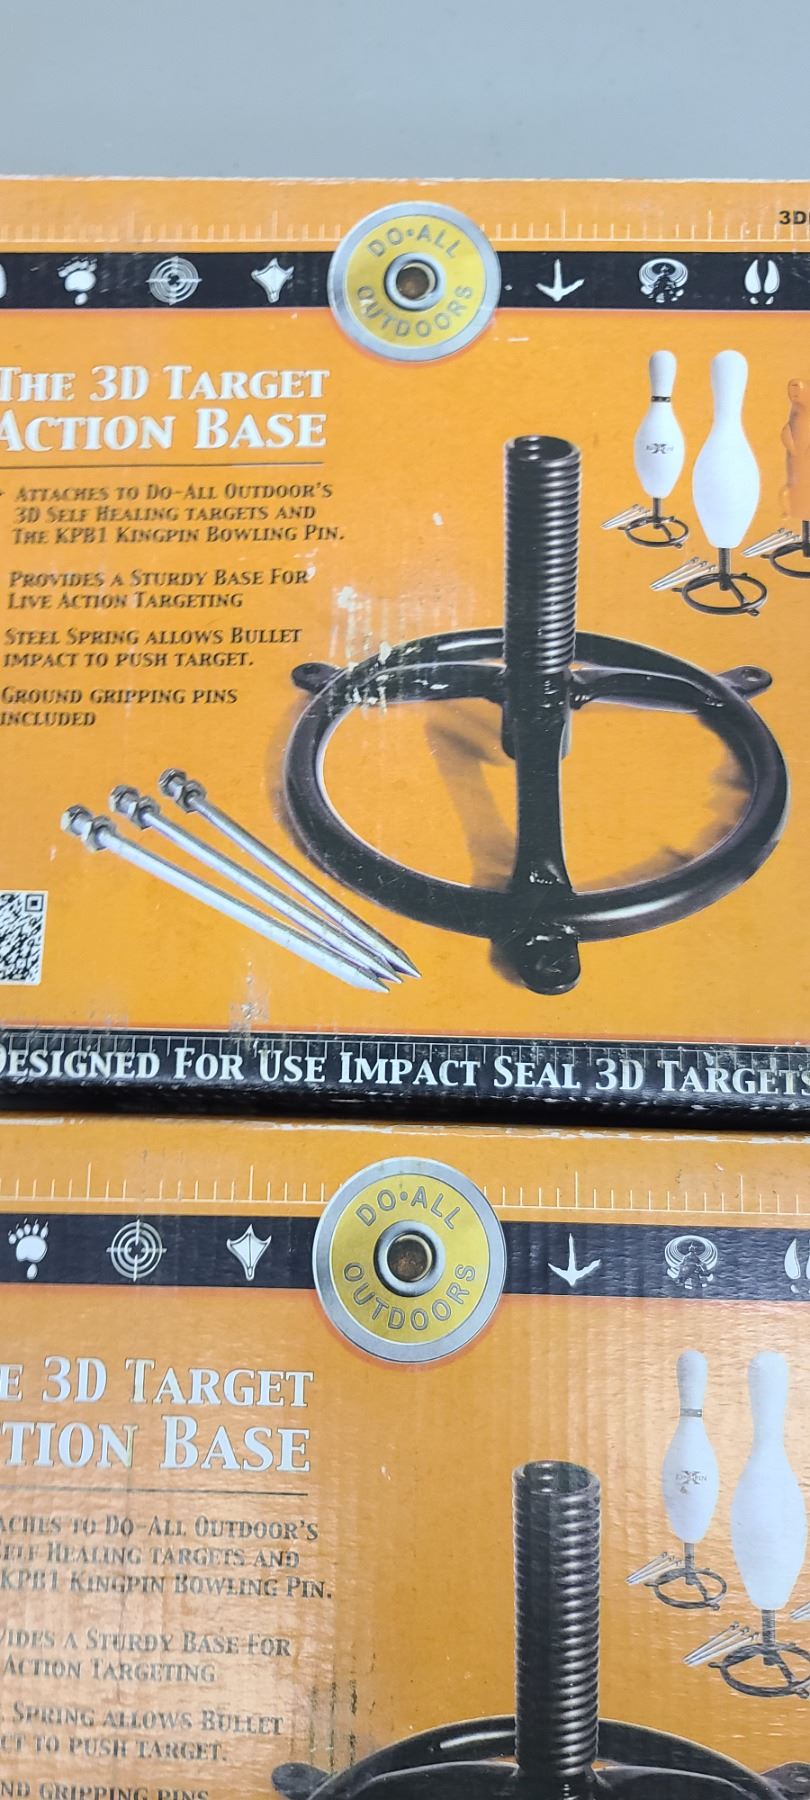 3D
DO•ALL
OUTDOORS
THE 3D TARGET
ACTION BASE
ATTACHES TO DO-ALL OUTDOOR'S
3D SELF HEALING TARGETS AND
THE KPB1 KINGPIN BOWLING PIN.
PROVIDES A STURDY BASE FOR
LIVE ACTION TARGETING
STEEL SPRING ALLOWS BULLET
IMPACT TO PUSH TARGET.
GROUND GRIPPING PINS
INCLUDED
DESIGNED FOR USE IMPACT SEAL 3D TARGETS
DO•ALL
OUTDOORS
E 3D TARGET
TION BASE
ACHES TO DO-ALL OUTDOOR'S
SELF HEALING TARGETS AND
KPB1 KINGPIN BOWLING PIN.
VIDES A STURDY BASE FOR
ACTION TARGETING
SPRING ALLOWS BULLET
CT TO PUSH TARGET.
ND GRIPPING PINS